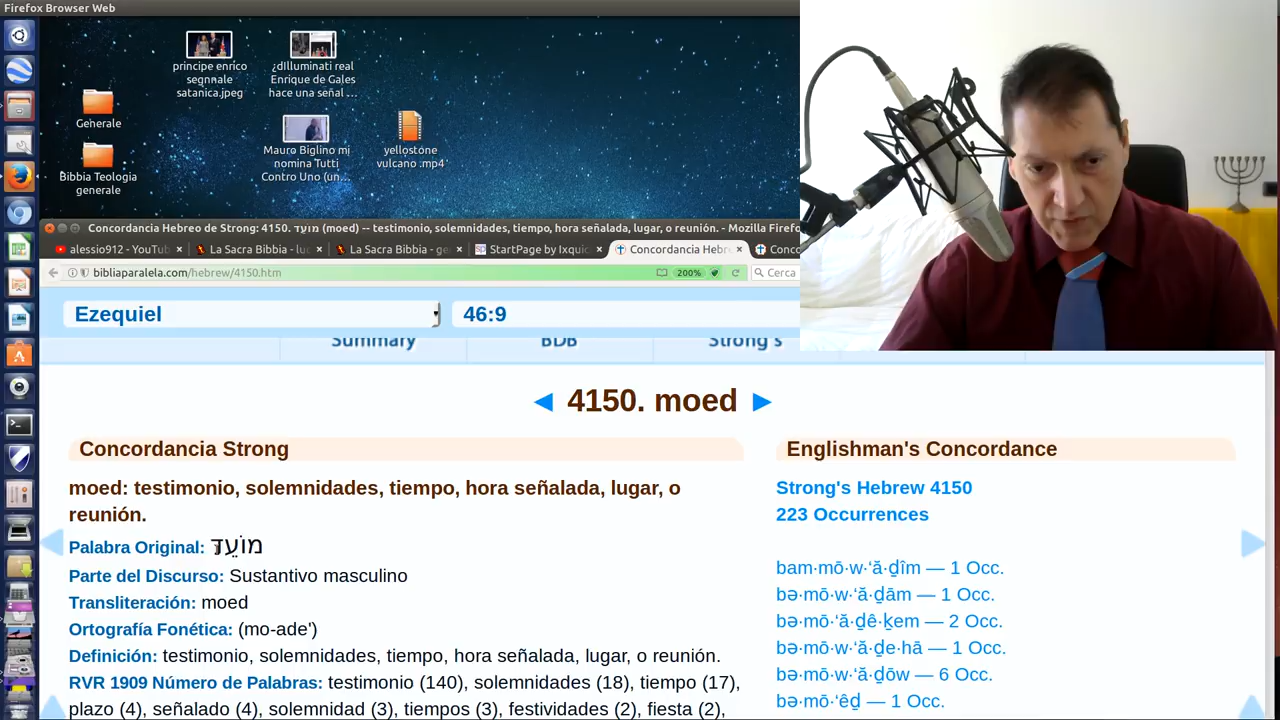 Firefox Browser Web
principe enrico
segnnale
satanica.jpeg
¿dIlluminati real
Enrique de Gales
hace una señal ...
Generale
Mauro Biglino mi
nomina Tutti
Contro Uno (un...
yellostone
vulcano .mp4
Bibbia Teologia
generale
Concordancia Hebreo de Strong: 4150. מוֹעֵד (moed) -- testimonio, solemnidades, tiempo, hora señalada, lugar, o reunión. - Mozilla Firefo
alessio912 - YouTub
La Sacra Bibbia - lu
La Sacra Bibbia - ge
StartPage by Ixquic
Concordancia Heb
Conc
bibliaparalela.com/hebrew/4150.htm
200%
Cerca
Ezequiel
46:9
Summary
BDB
Strong's
4150. moed
Concordancia Strong
moed: testimonio, solemnidades, tiempo, hora señalada, lugar, o
reunión.
Palabra Original: מוֹעֵד
Parte del Discurso: Sustantivo masculino
Transliteración: moed
Ortografía Fonética: (mo-ade')
Definición: testimonio, solemnidades, tiempo, hora señalada, lugar, o reunión.
RVR 1909 Número de Palabras: testimonio (140), solemnidades (18), tiempo (17),
plazo (4), señalado (4), solemnidad (3), tiempos (3), festividades (2), fiesta (2),
Englishman's Concordance
Strong's Hebrew 4150
223 Occurrences
bam·mō·w·‘ă·ḏîm — 1 Occ.
bə·mō·w·‘ă·ḏām — 1 Occ.
bə·mō·‘ă·ḏê·ḵem — 2 Occ.
bə·mō·w·‘ă·ḏe·hā — 1 Occ.
bə·mō·w·‘ă·ḏōw — 6 Occ.
bə·mō·‘êḏ — 1 Occ.